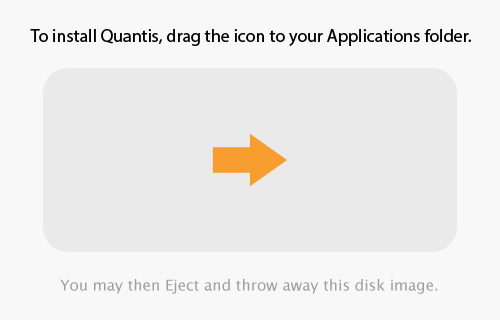 To install Quantis, drag the icon to your Applications folder.
You may then Eject and throw away this disk image.